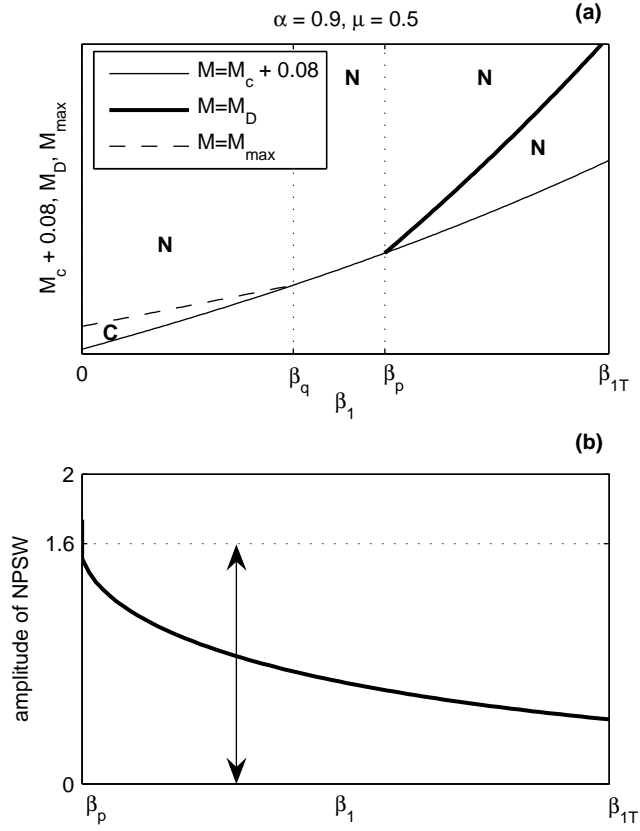 α = 0.9, μ = 0.5
(a)
M=M_c + 0.08
M=M_D
M=M_max
N
N
N
N
C
M_c + 0.08, M_D, M_max
0
β_q
β_p
β_1T
β_1
(b)
2
1.6
0
amplitude of NPSW
β_p
β_1
β_1T